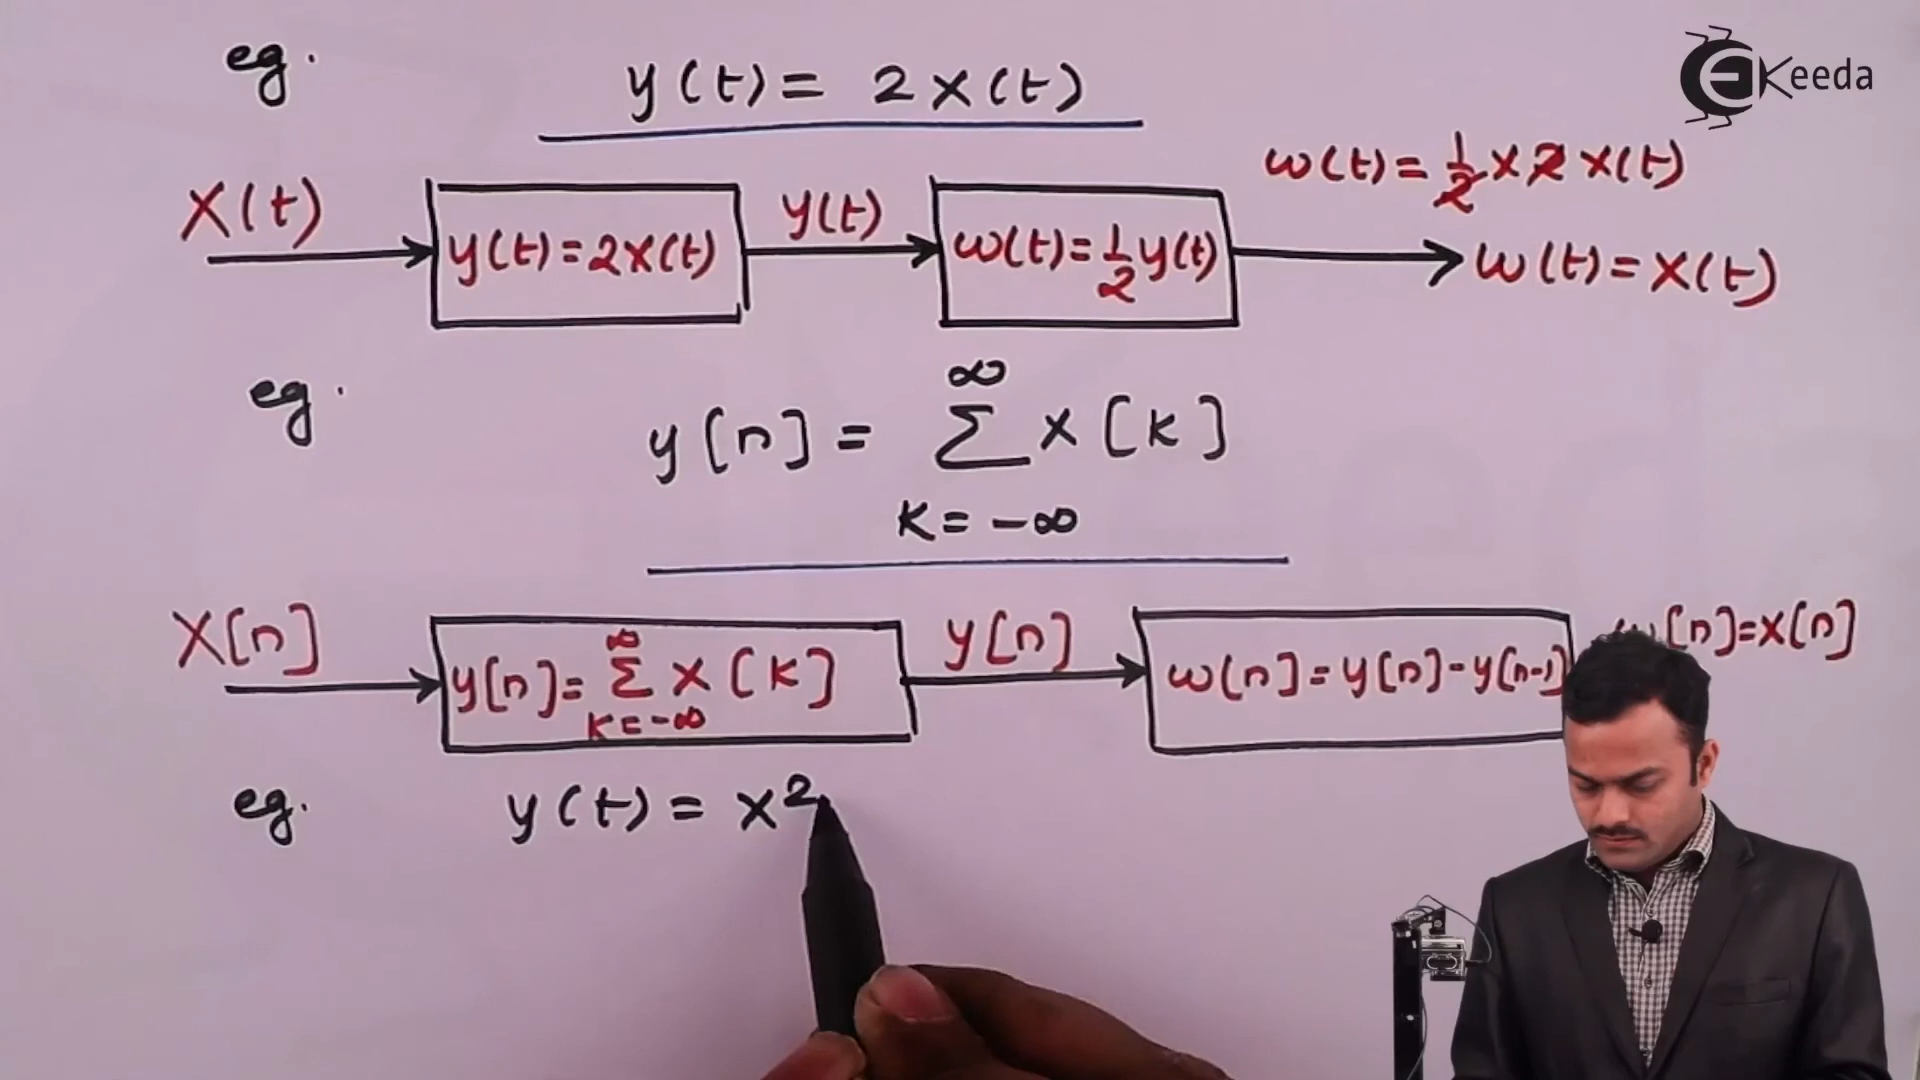 eg.
y(t) = 2x(t)
Keeda
w(t) = 1/2 x 2 x(t)
X(t)
y(t) = 2x(t)
y(t)
w(t) = 1/2 y(t)
w(t) = x(t)
eg.
∞
y[n] = Σ x[k]
k = -∞
X[n]
∞
y[n] = Σ x[k]
k = -∞
y[n]
w[n] = y[n] - y[n-1]
[n]=x[n]
eg.
y(t) = x²